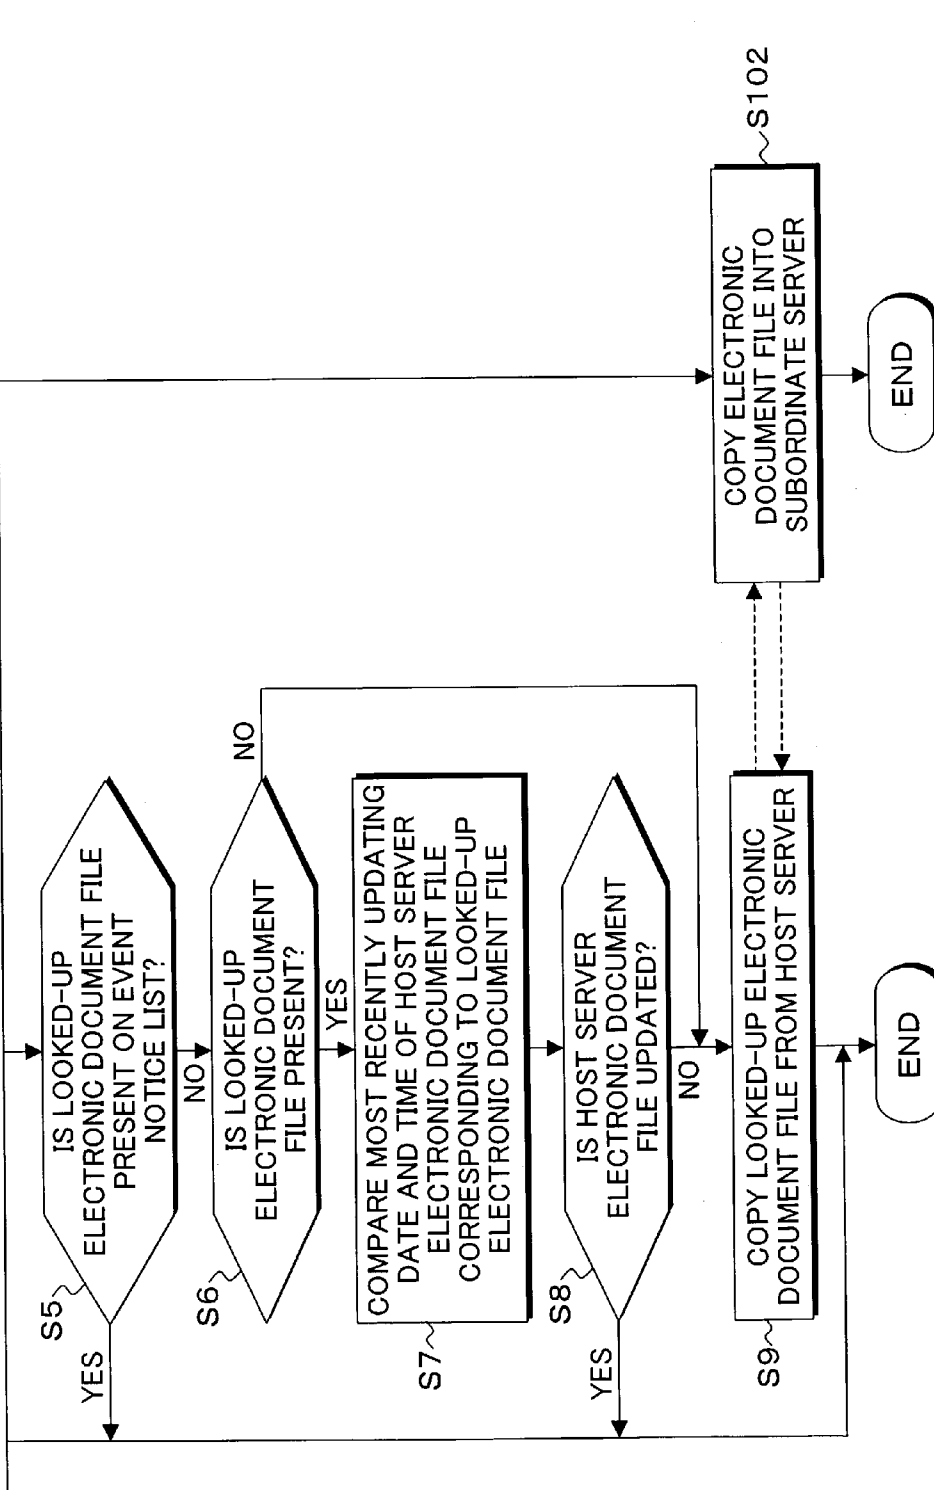 IS LOOKED-UP
ELECTRONIC DOCUMENT FILE
PRESENT ON EVENT
NOTICE LIST?
S5
YES
NO
IS LOOKED-UP
ELECTRONIC DOCUMENT
FILE PRESENT?
S6
NO
YES
COMPARE MOST RECENTLY UPDATING
DATE AND TIME OF HOST SERVER
ELECTRONIC DOCUMENT FILE
CORRESPONDING TO LOOKED-UP
ELECTRONIC DOCUMENT FILE
S7
IS HOST SERVER
ELECTRONIC DOCUMENT
FILE UPDATED?
S8
YES
NO
COPY LOOKED-UP ELECTRONIC
DOCUMENT FILE FROM HOST SERVER
S9
END
COPY ELECTRONIC
DOCUMENT FILE INTO
SUBORDINATE SERVER
S102
END